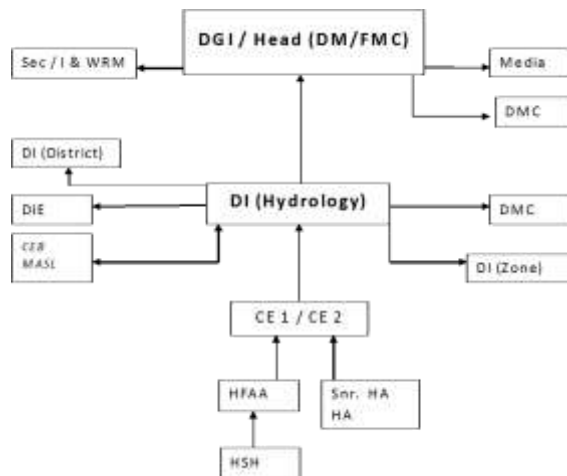 DGI / Head (DM/FMC)
Sec / I & WRM
Media
DMC
DI (District)
DI (Hydrology)
DIE
DMC
CEB
MASL
DI (Zone)
CE 1 / CE 2
HFAA
Snr. HA
HA
HSH